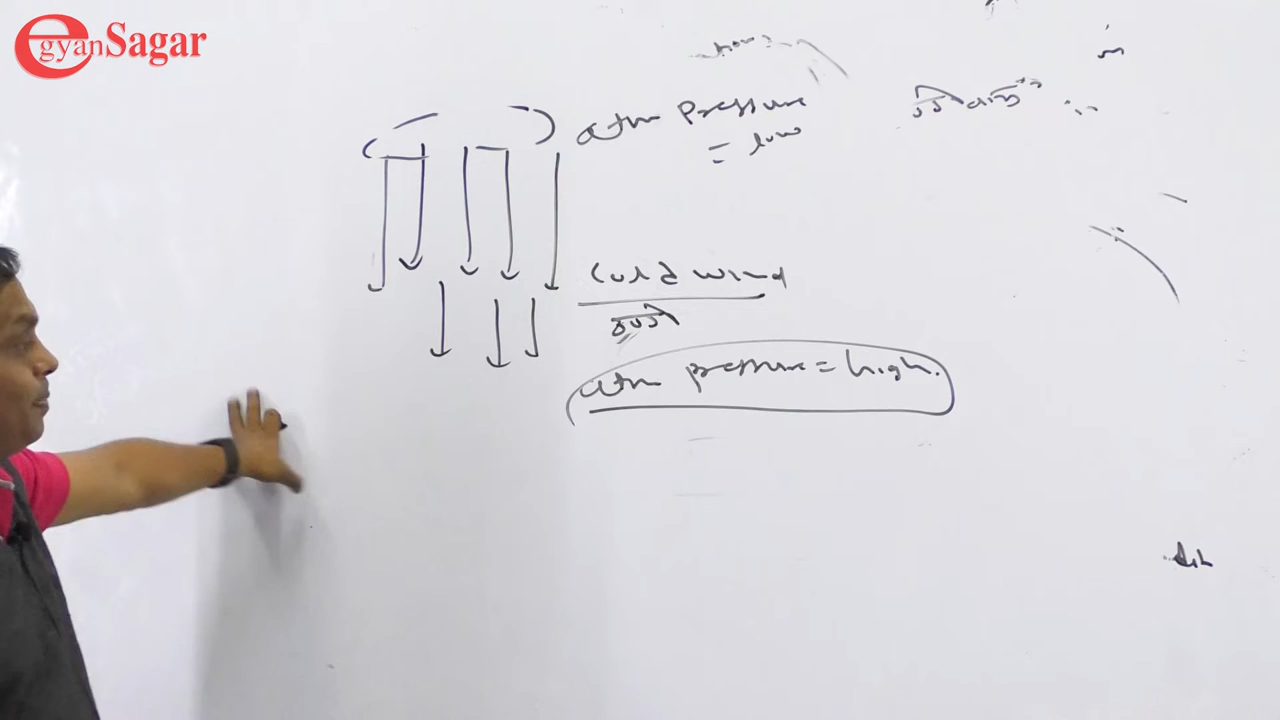 egyanSagar
atm pressure
= low
cold wind
ठण्डी
atm pressure = high.